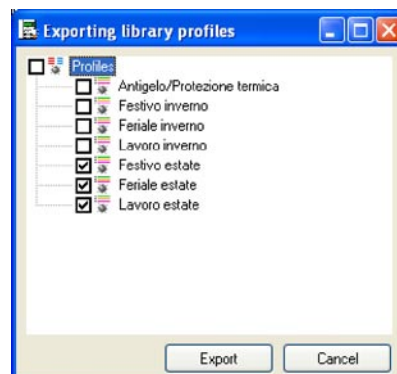 Exporting library profiles
Profiles
Antigelo/Protezione termica
Festivo inverno
Feriale inverno
Lavoro inverno
Festivo estate
Feriale estate
Lavoro estate
Export Cancel